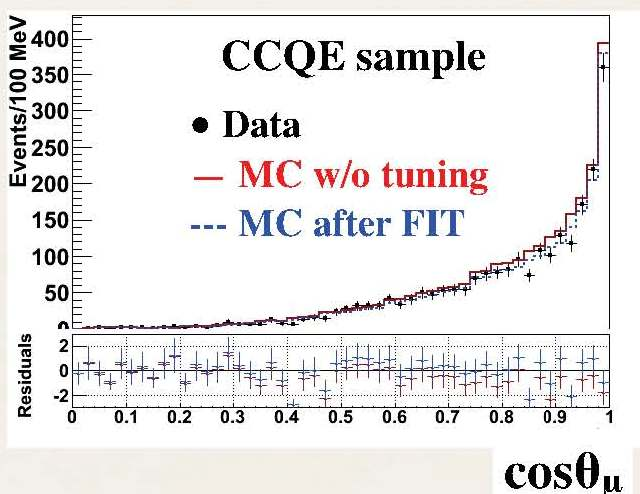 Events/100 MeV
400
350
300
250
200
150
100
50
0
CCQE sample
Data
MC w/o tuning
MC after FIT
Residuals
2
0
-2
0 0.1 0.2 0.3 0.4 0.5 0.6 0.7 0.8 0.9 1
cosθμ